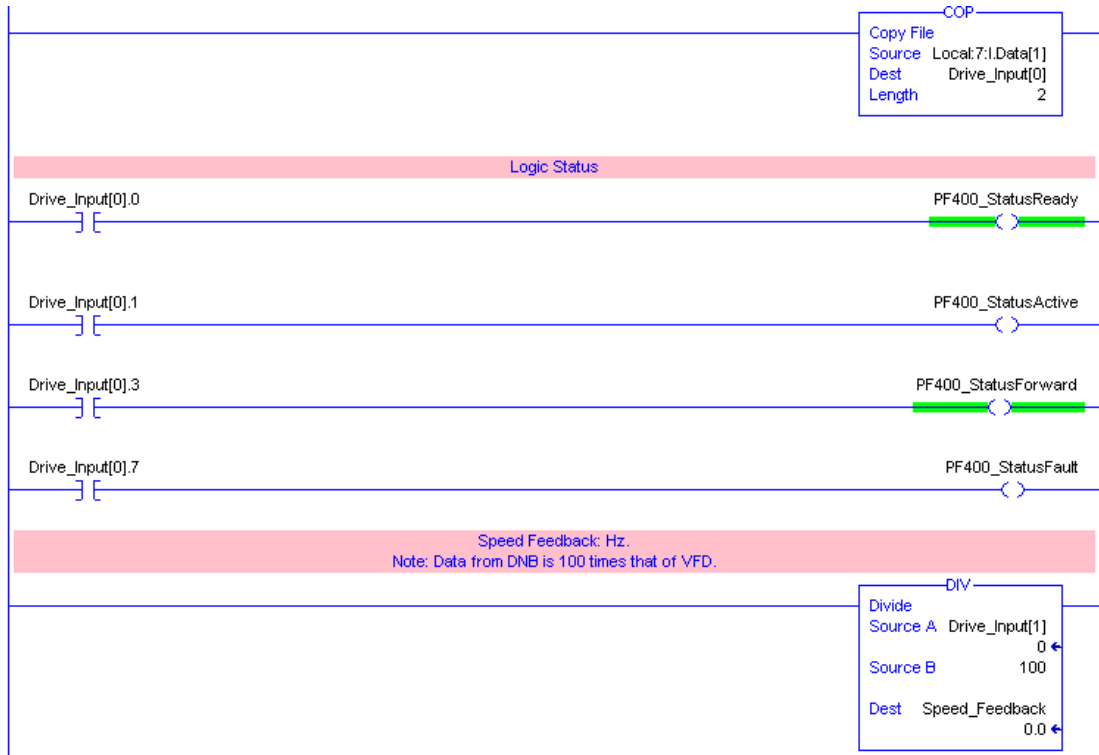 COP
Copy File
Source Local:7:I.Data[1]
Dest Drive_Input[0]
Length 2
Logic Status
Drive_Input[0].0 PF400_StatusReady
Drive_Input[0].1 PF400_StatusActive
Drive_Input[0].3 PF400_StatusForward
Drive_Input[0].7 PF400_StatusFault
Speed Feedback: Hz.
Note: Data from DNB is 100 times that of VFD.
DIV
Divide
Source A Drive_Input[1]
0
Source B 100
Dest Speed_Feedback
0.0